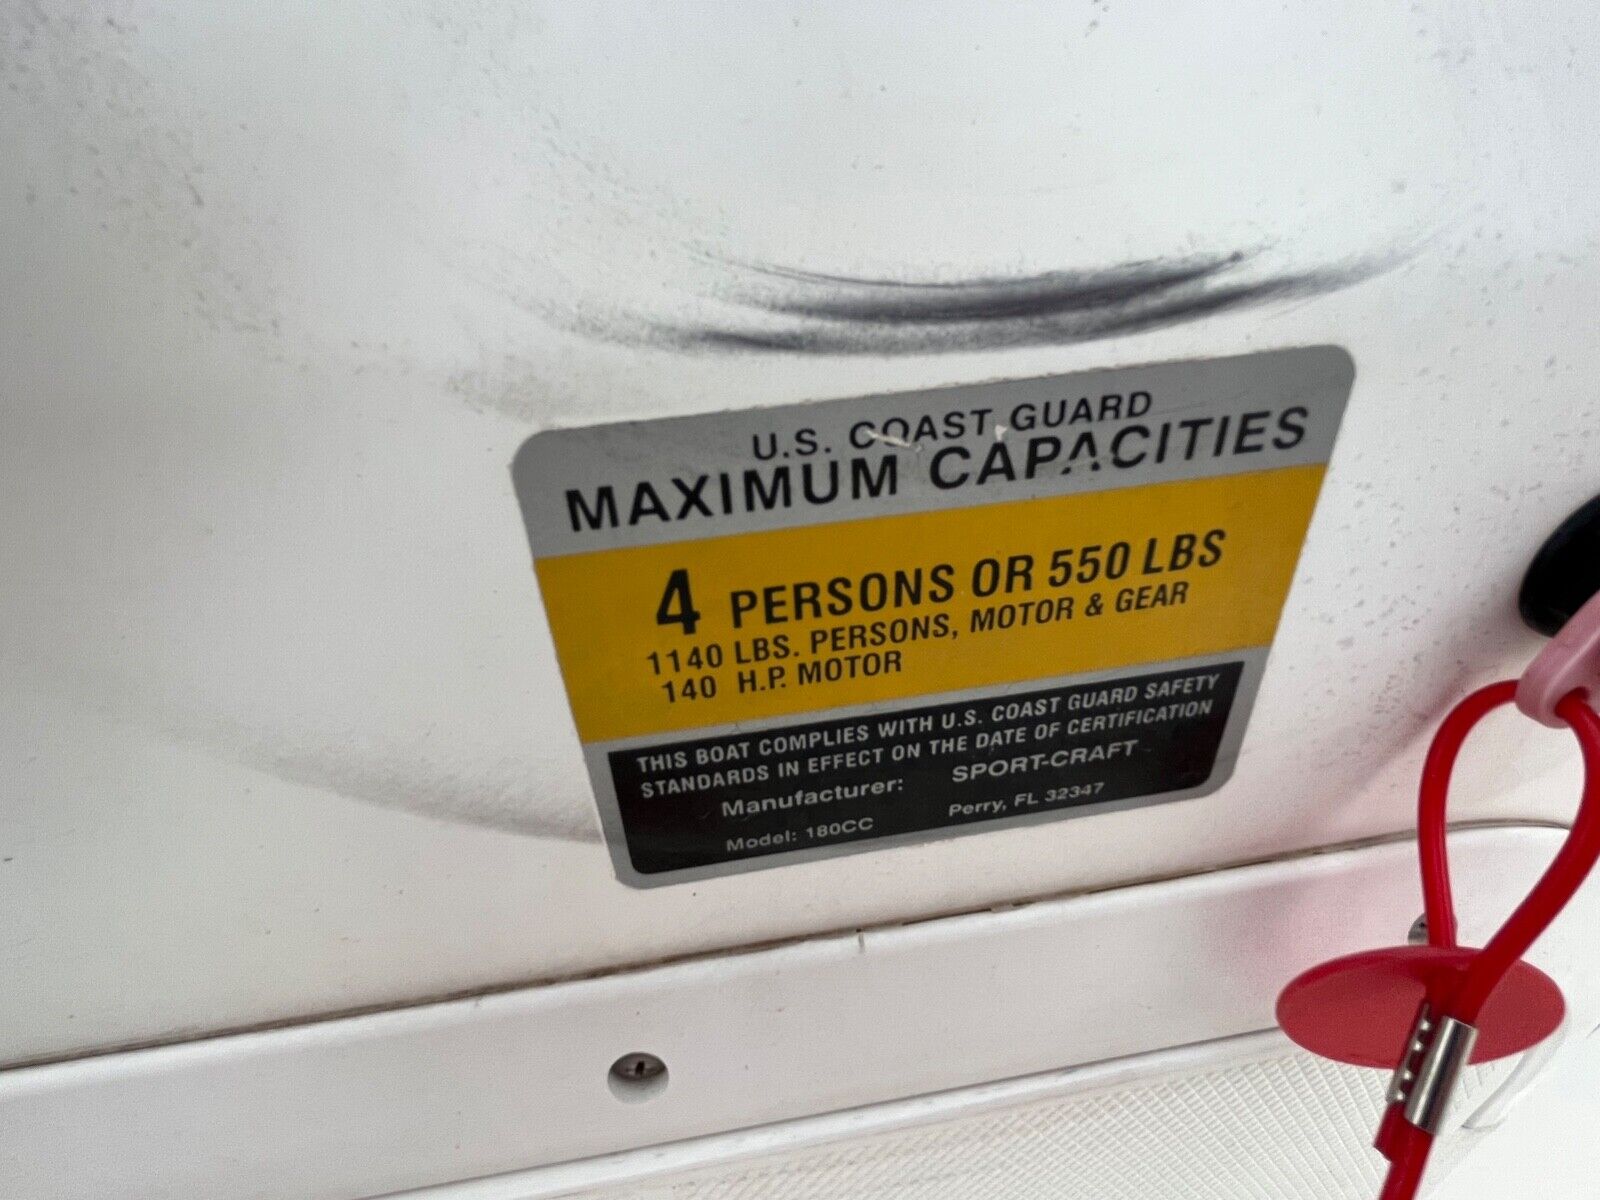 U.S. COAST GUARD
MAXIMUM CAPACITIES
4 PERSONS OR 550 LBS
1140 LBS. PERSONS, MOTOR & GEAR
140 H.P. MOTOR
THIS BOAT COMPLIES WITH U.S. COAST GUARD SAFETY
STANDARDS IN EFFECT ON THE DATE OF CERTIFICATION
Manufacturer: SPORT-CRAFT
Model: 180CC Perry, FL 32347